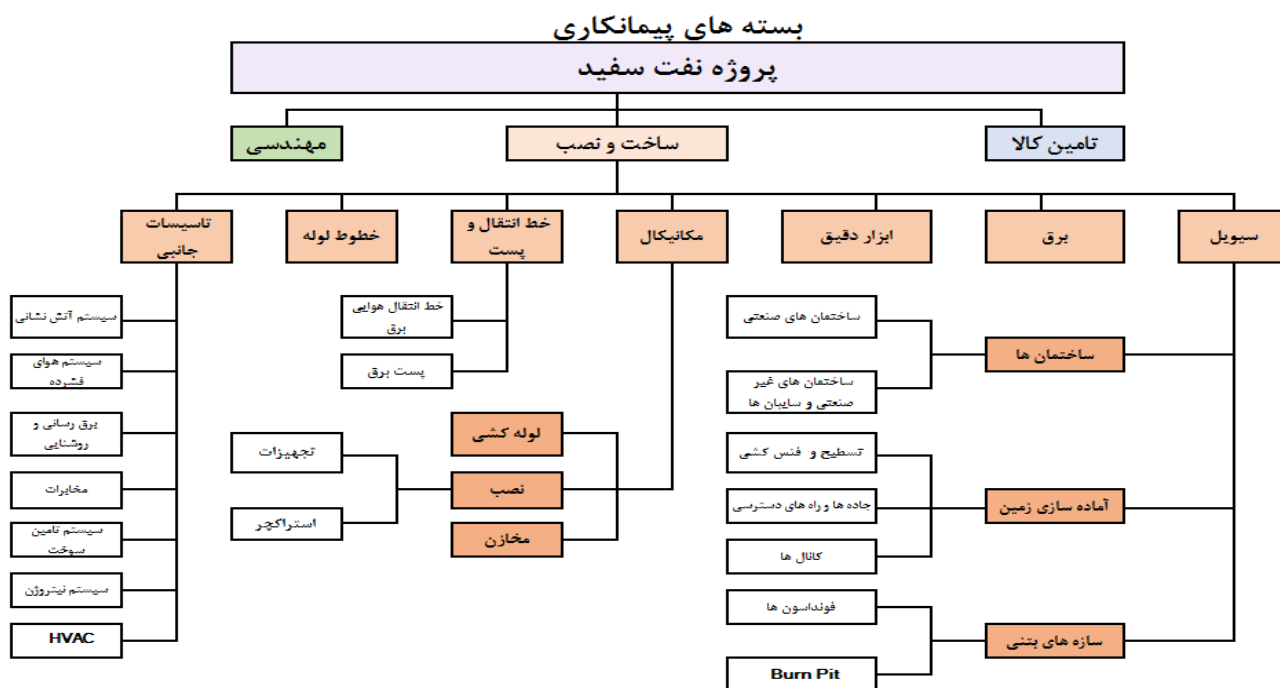 بسته های پیمانکاری
پروژه نفت سفید
تامین کالا
ساخت و نصب
مهندسی
سیویل
برق
ابزار دقیق
مکانیکال
خط انتقال و
پست
خطوط لوله
تاسیسات
جانبی
ساختمان ها
ساختمان های صنعتی
ساختمان های غیر
صنعتی و سایبان ها
آماده سازی زمین
تسطیح و فنس کشی
جاده ها و راه های دسترسی
کانال ها
سازه های بتنی
فونداسون ها
Burn Pit
لوله کشی
نصب
مخازن
تجهیزات
استراکچر
خط انتقال هوایی
برق
پست برق
سیستم آتش نشانی
سیستم هوای
فشرده
برق رسانی و
روشنایی
مخابرات
سیستم تامین
سوخت
سیستم نیتروژن
HVAC